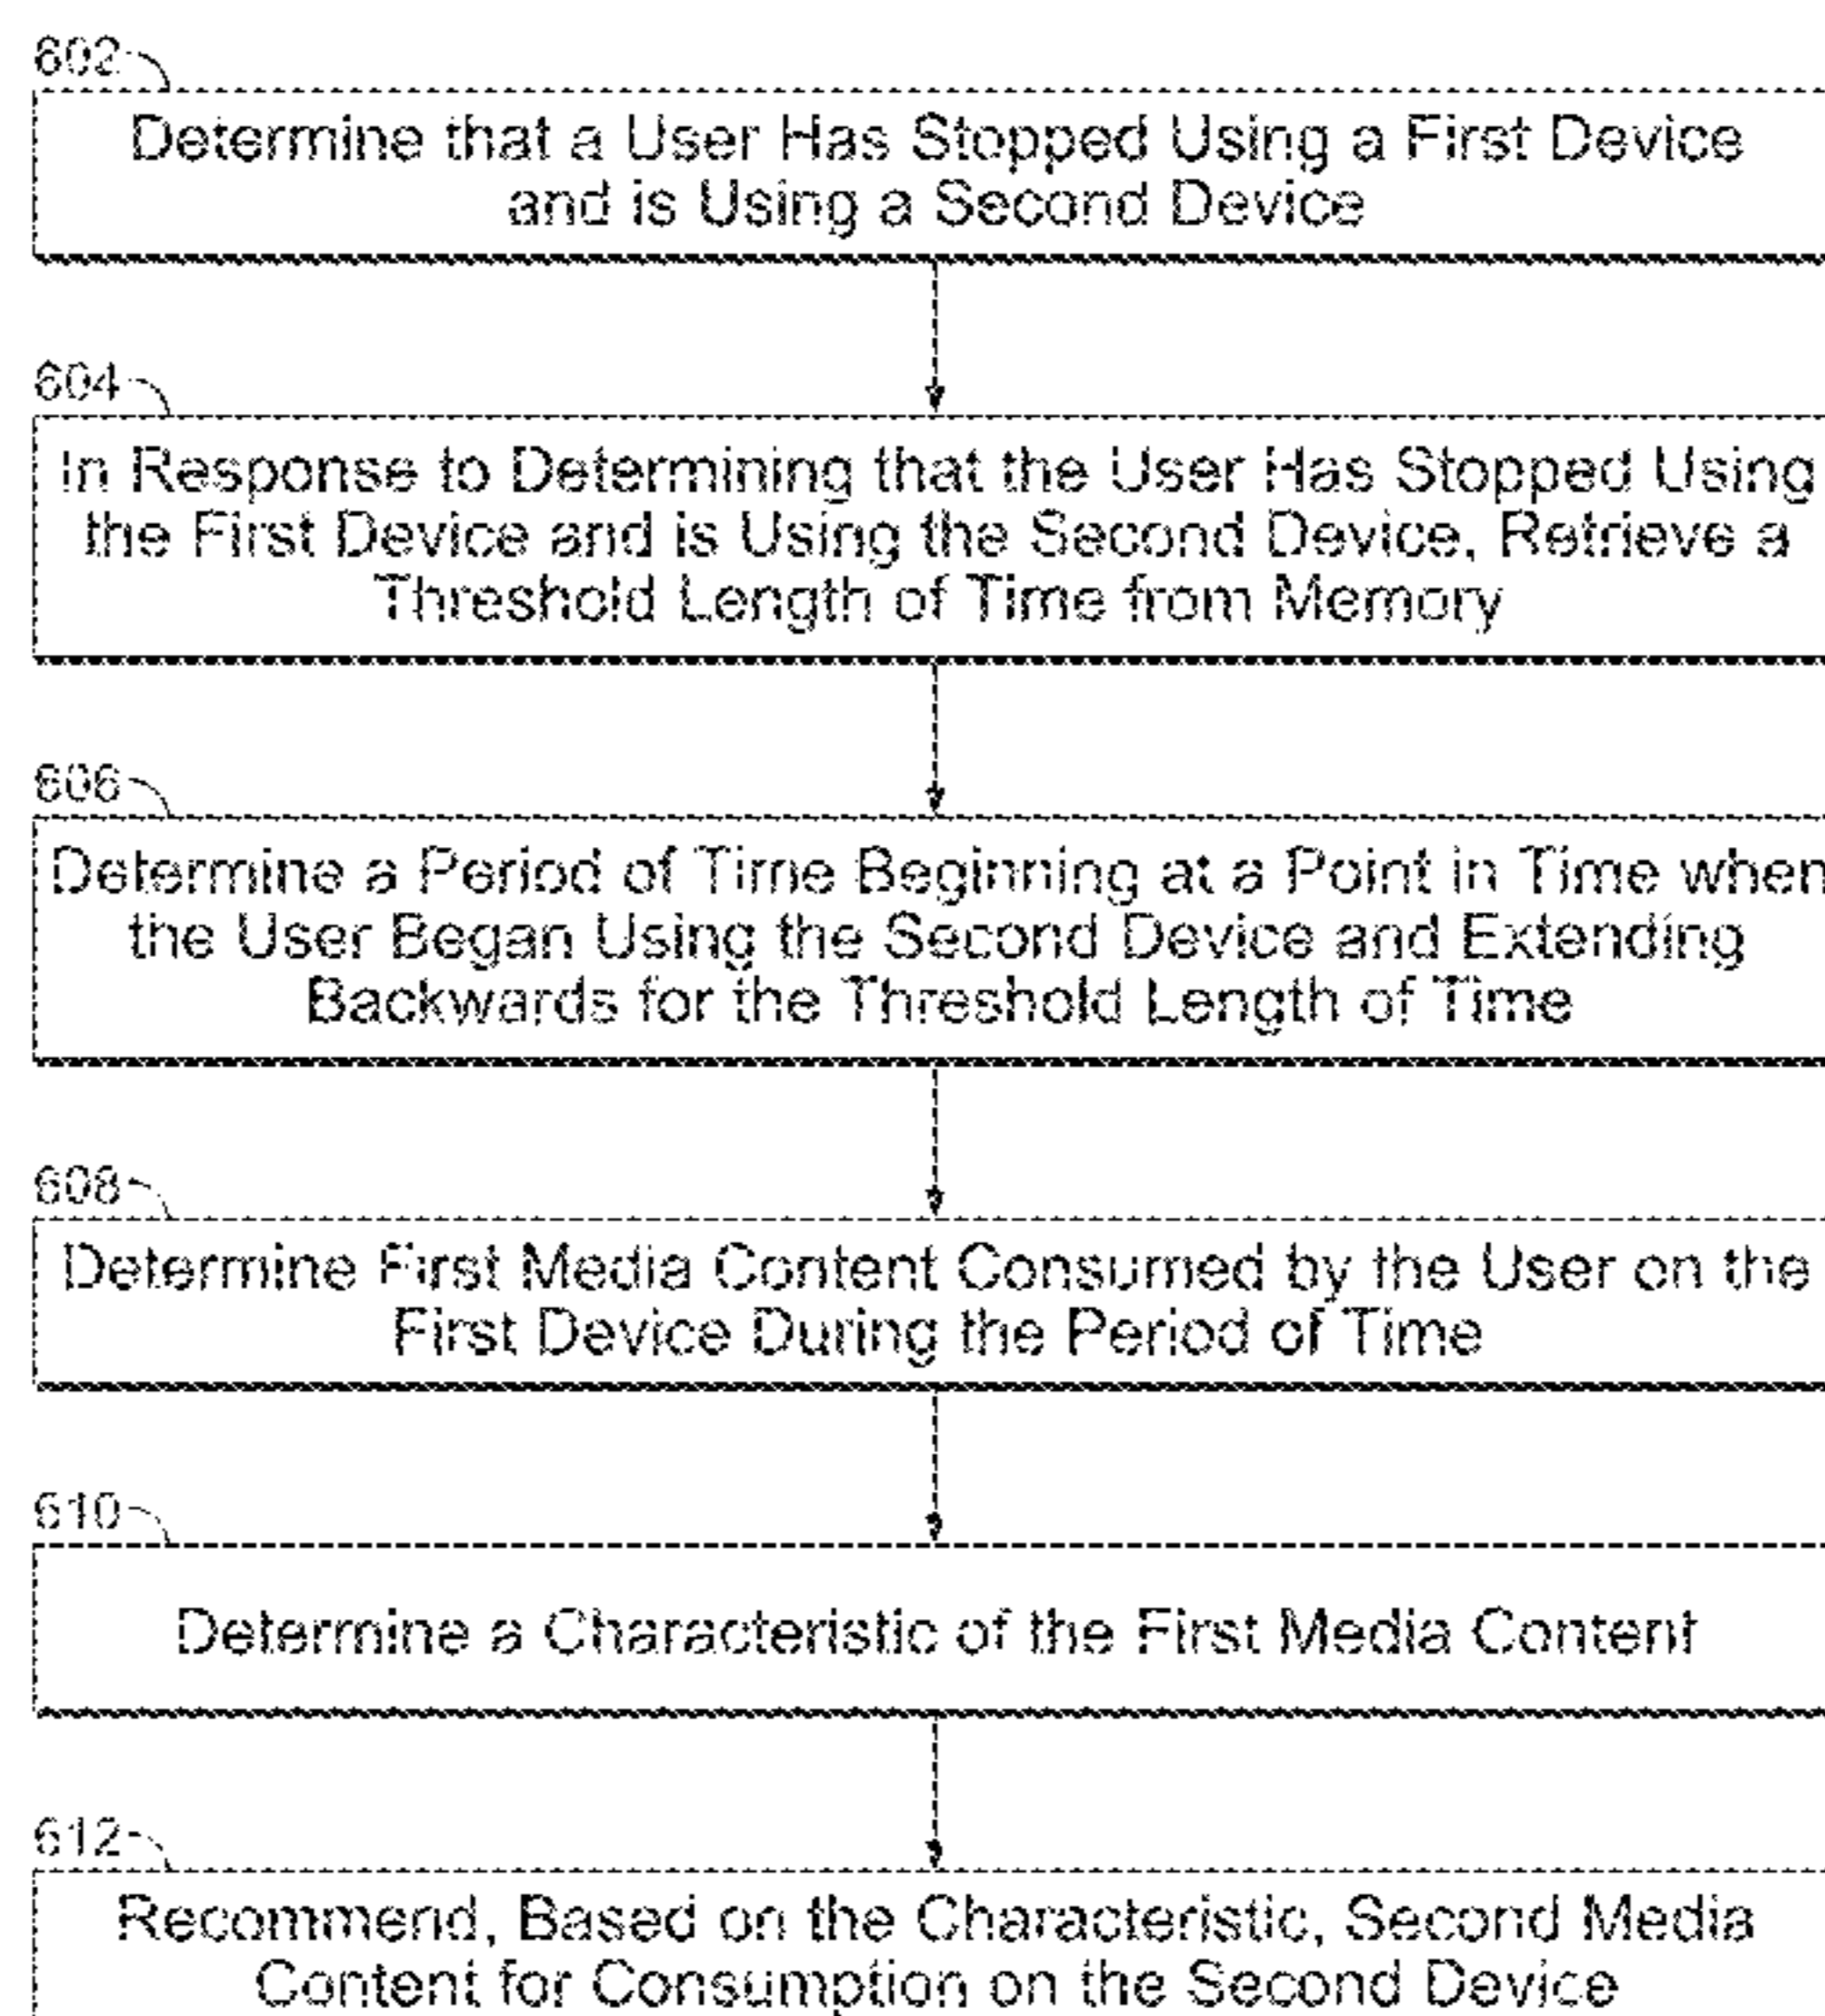 602
Determine that a User Has Stopped Using a First Device
and is Using a Second Device
604
In Response to Determining that the User Has Stopped Using
the First Device and is Using the Second Device, Retrieve a
Threshold Length of Time from Memory
606
Determine a Period of Time Beginning at a Point in Time when
the User Began Using the Second Device and Extending
Backwards for the Threshold Length of Time
608
Determine First Media Content Consumed by the User on the
First Device During the Period of Time
610
Determine a Characteristic of the First Media Content
612
Recommend, Based on the Characteristic, Second Media
Content for Consumption on the Second Device